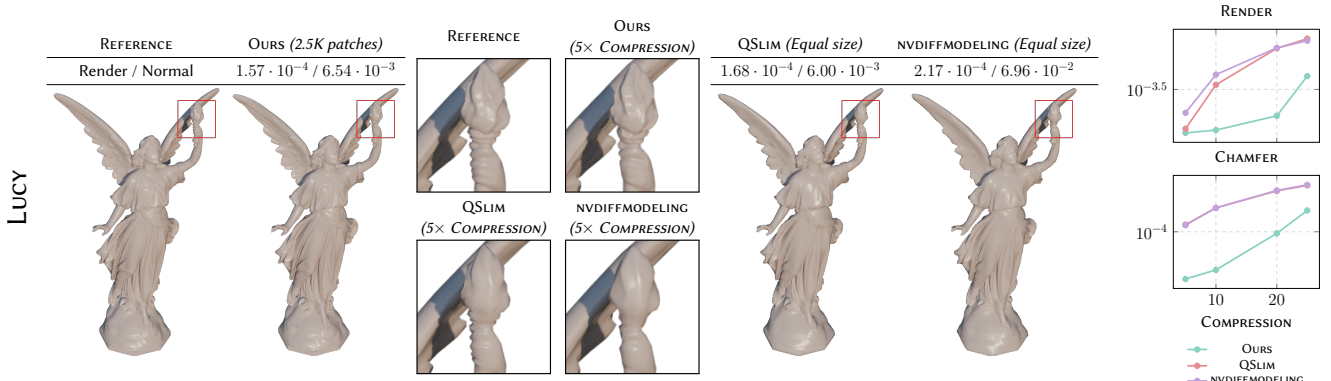 LUCY
REFERENCE
OURS (2.5K patches)
Render / Normal
1.57 · 10⁻⁴ / 6.54 · 10⁻³
REFERENCE
OURS
(5× COMPRESSION)
QSLIM
(5× COMPRESSION)
NVDIFFMODELING
(5× COMPRESSION)
QSLIM (Equal size)
NVDIFFMODELING (Equal size)
1.68 · 10⁻⁴ / 6.00 · 10⁻³
2.17 · 10⁻⁴ / 6.96 · 10⁻²
RENDER
10⁻³·⁵
CHAMFER
10⁻⁴
10 20
COMPRESSION
OURS
QSLIM
NVDIFFMODELING